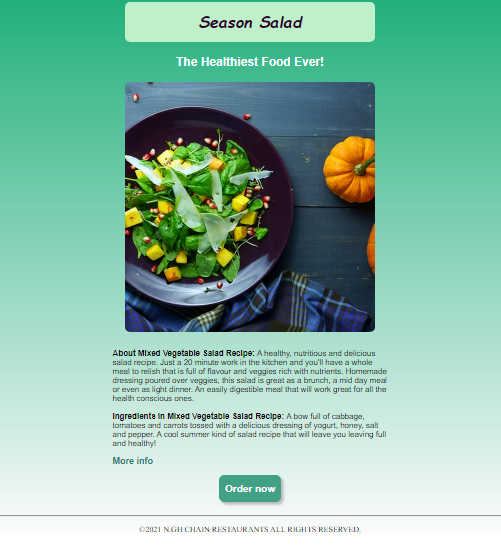 Season Salad
The Healthiest Food Ever!
About Mixed Vegetable Salad Recipe: A healthy, nutritious and delicious
salad recipe. Just a 20 minute work in the kitchen and you'll have a whole
meal to relish that is full of flavour and veggies rich with nutrients. Homemade
dressing poured over veggies, this salad is great as a brunch, a mid day meal
or even as light dinner. An easily digestible meal that will work great for all the
health conscious ones.
Ingredients in Mixed Vegetable Salad Recipe: A bow full of cabbage,
tomatoes and carrots tossed with a delicious dressing of yogurt, honey, salt
and pepper. A cool summer kind of salad recipe that will leave you leaving full
and healthy!
More info
Order now
©2021 N.GH CHAIN RESTAURANTS ALL RIGHTS RESERVED.